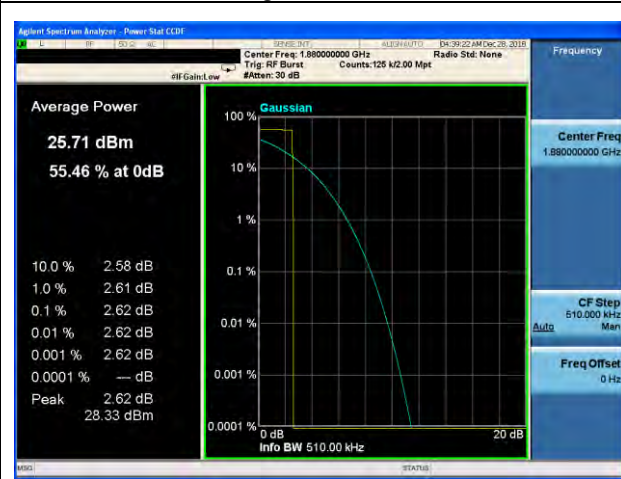 Agilent Spectrum Analyzer - Power Stat CCDF
L RF 50 Ω AC SENSE:INT ALIGNAUTO 04:39:22 AM Dec 28, 2018
Center Freq: 1.880000000 GHz Radio Std: None
Trig: RF Burst Counts:125 k/2.00 Mpt
#IFGain:Low #Atten: 30 dB
Frequency
Average Power
25.71 dBm
55.46 % at 0dB
10.0 % 2.58 dB
1.0 % 2.61 dB
0.1 % 2.62 dB
0.01 % 2.62 dB
0.001 % 2.62 dB
0.0001 % --- dB
Peak 2.62 dB
28.33 dBm
Gaussian
100 %
10 %
1 %
0.1 %
0.01 %
0.001 %
0.0001 %
0 dB 20 dB
Info BW 510.00 kHz
Center Freq
1.880000000 GHz
CF Step
510.000 kHz
Auto Man
Freq Offset
0 Hz
MSG STATUS